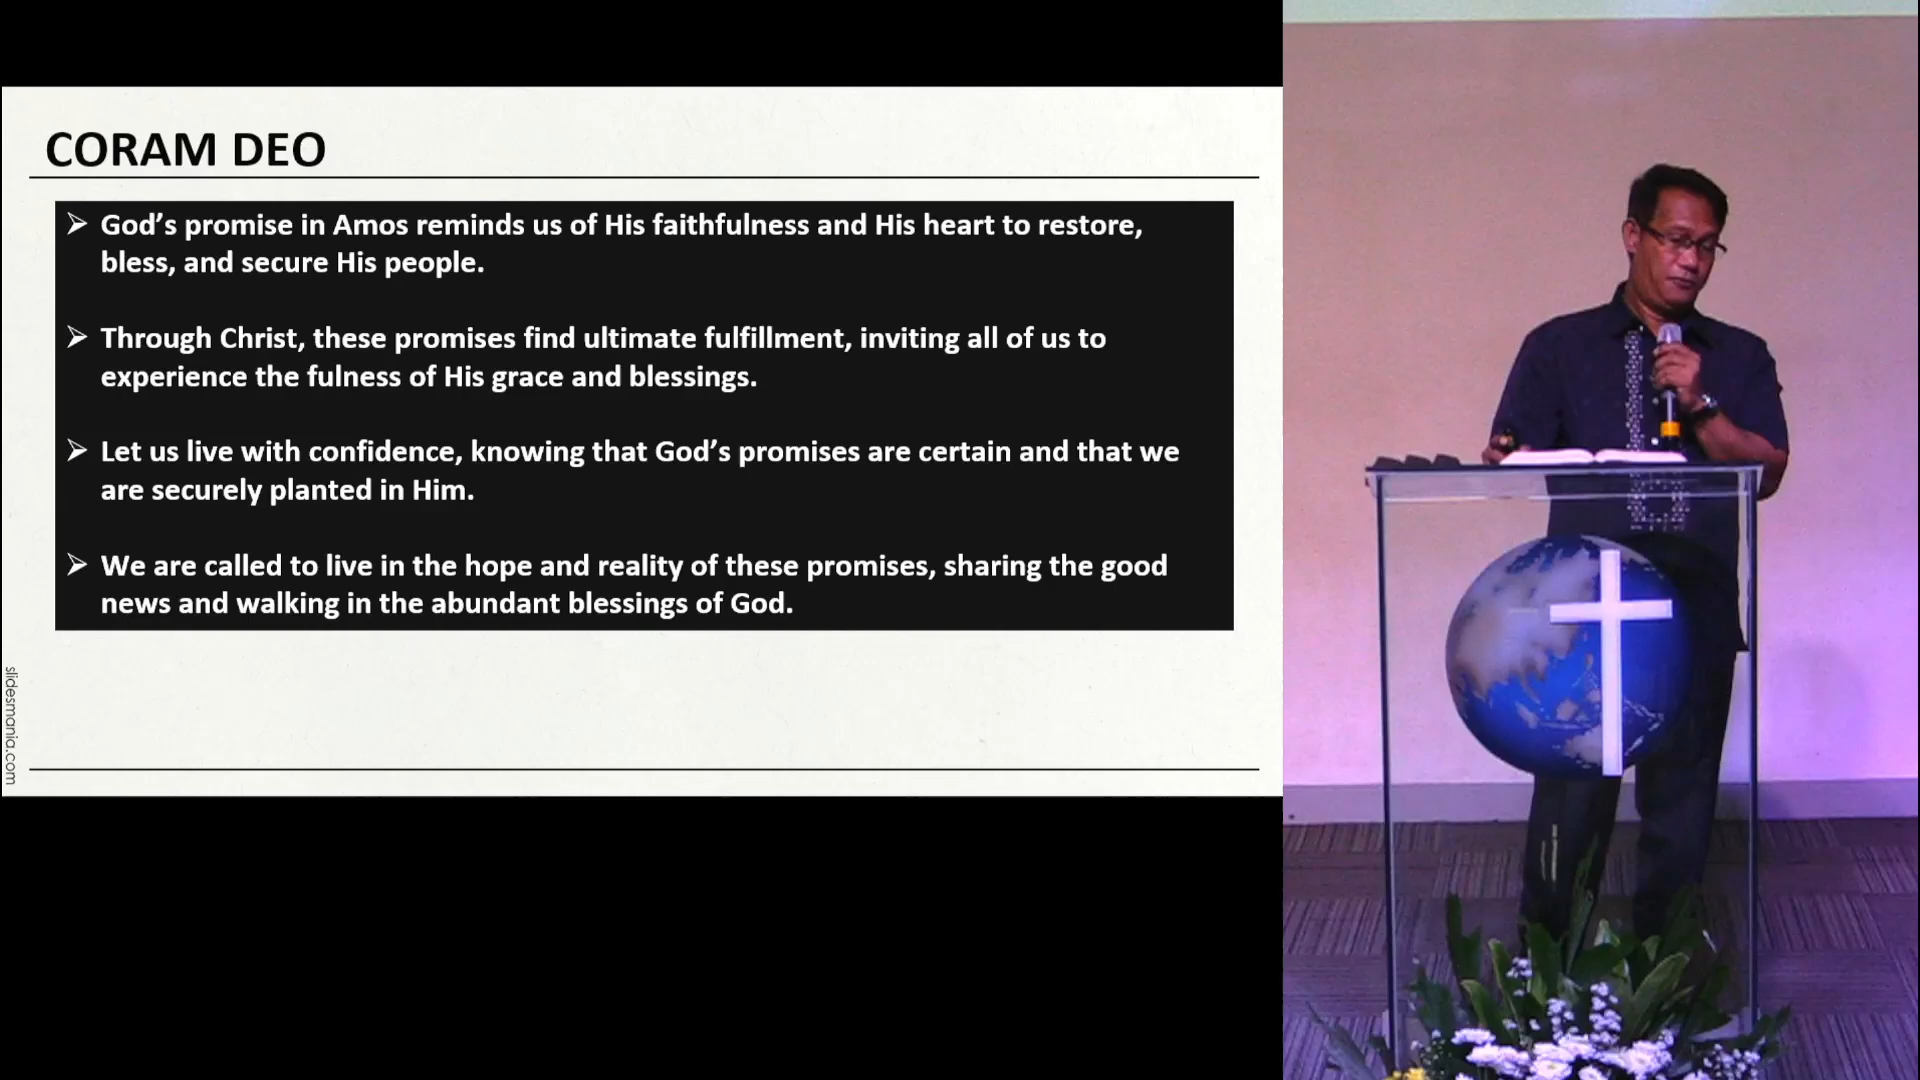 CORAM DEO
➢ God's promise in Amos reminds us of His faithfulness and His heart to restore,
bless, and secure His people.
➢ Through Christ, these promises find ultimate fulfillment, inviting all of us to
experience the fulness of His grace and blessings.
➢ Let us live with confidence, knowing that God's promises are certain and that we
are securely planted in Him.
➢ We are called to live in the hope and reality of these promises, sharing the good
news and walking in the abundant blessings of God.
slidesmania.com